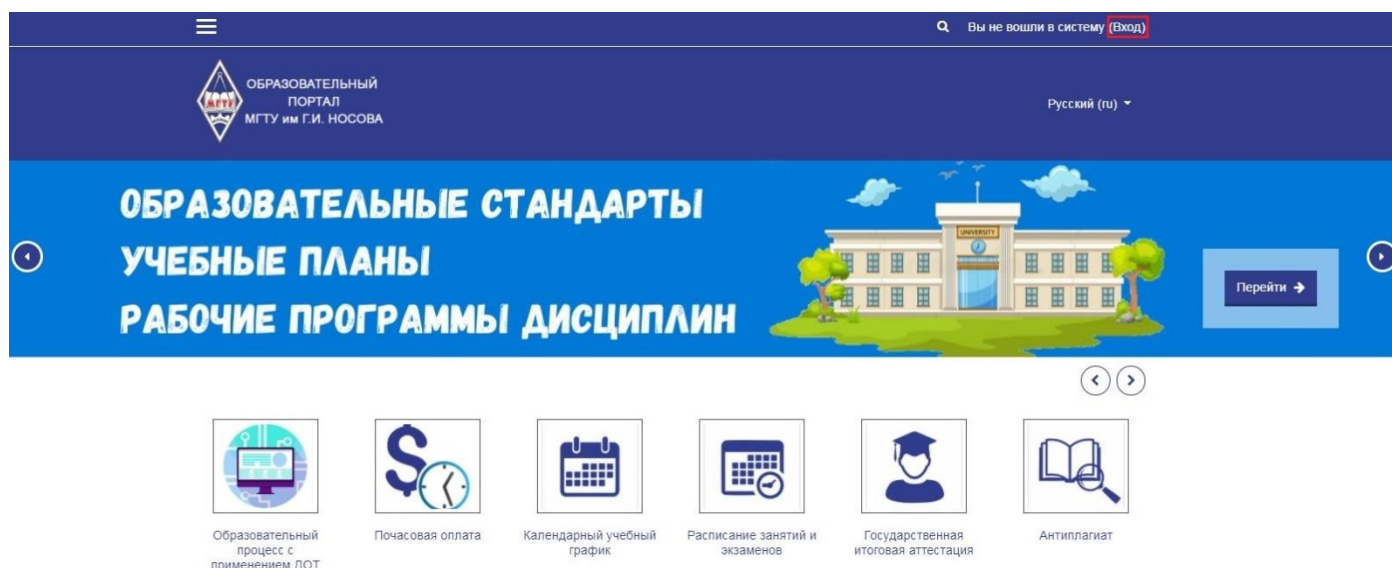 Вы не вошли в систему (Вход)
ОБРАЗОВАТЕЛЬНЫЙ
ПОРТАЛ
МГТУ им Г.И. НОСОВА
МГТУ
Русский (ru)
ОБРАЗОВАТЕЛЬНЫЕ СТАНДАРТЫ
УЧЕБНЫЕ ПЛАНЫ
РАБОЧИЕ ПРОГРАММЫ ДИСЦИПЛИН
UNIVERSITY
Перейти
Образовательный
процесс с
применением ДОТ
Почасовая оплата
Календарный учебный
график
Расписание занятий и
экзаменов
Государственная
итоговая аттестация
Антиплагиат